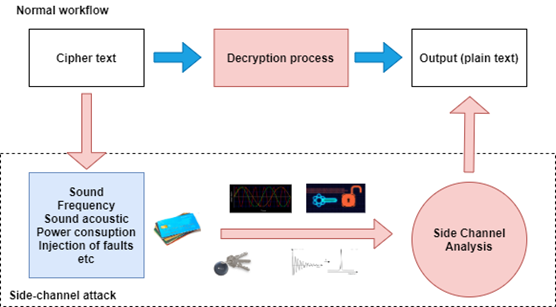 Normal workflow
Cipher text
Decryption process
Output (plain text)
Sound
Frequency
Sound acoustic
Power consuption
Injection of faults
etc
Side Channel
Analysis
Side-channel attack